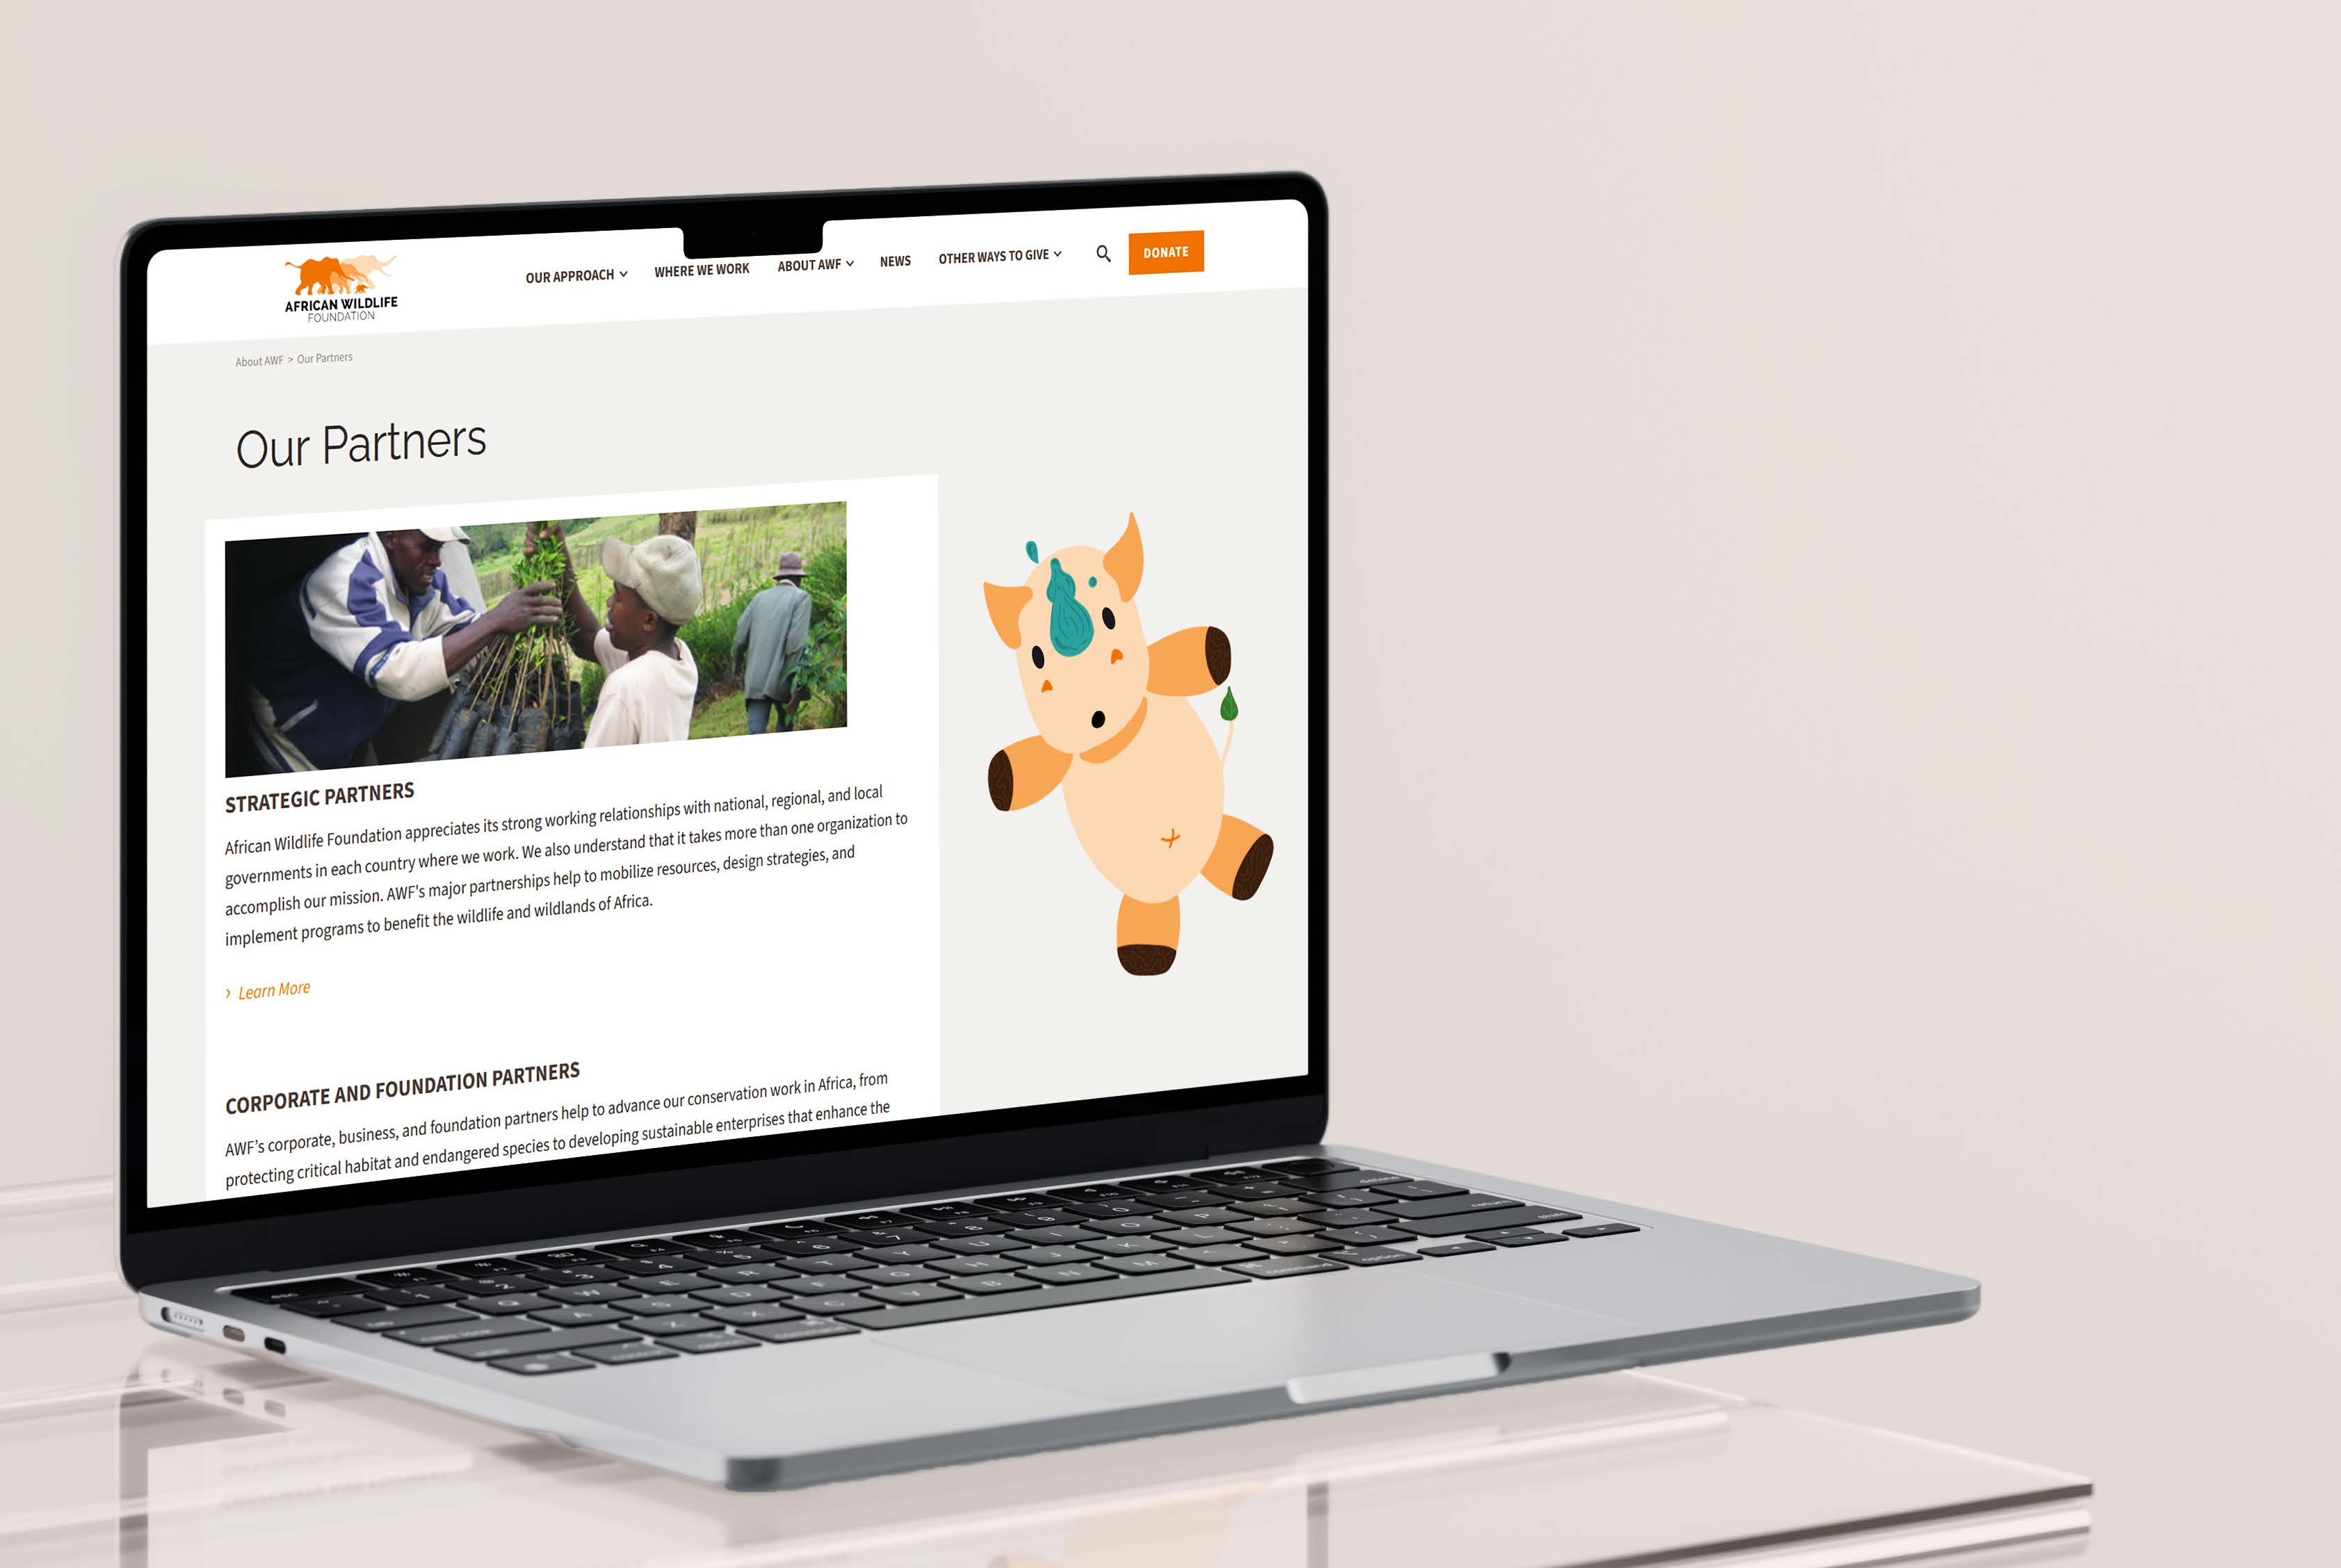 AFRICAN WILDLIFE
FOUNDATION
OUR APPROACH
WHERE WE WORK
ABOUT AWF
NEWS
OTHER WAYS TO GIVE
DONATE
About AWF > Our Partners
Our Partners
STRATEGIC PARTNERS
African Wildlife Foundation appreciates its strong working relationships with national, regional, and local
governments in each country where we work. We also understand that it takes more than one organization to
accomplish our mission. AWF's major partnerships help to mobilize resources, design strategies, and
implement programs to benefit the wildlife and wildlands of Africa.
› Learn More
CORPORATE AND FOUNDATION PARTNERS
AWF’s corporate, business, and foundation partners help to advance our conservation work in Africa, from
protecting critical habitat and endangered species to developing sustainable enterprises that enhance the